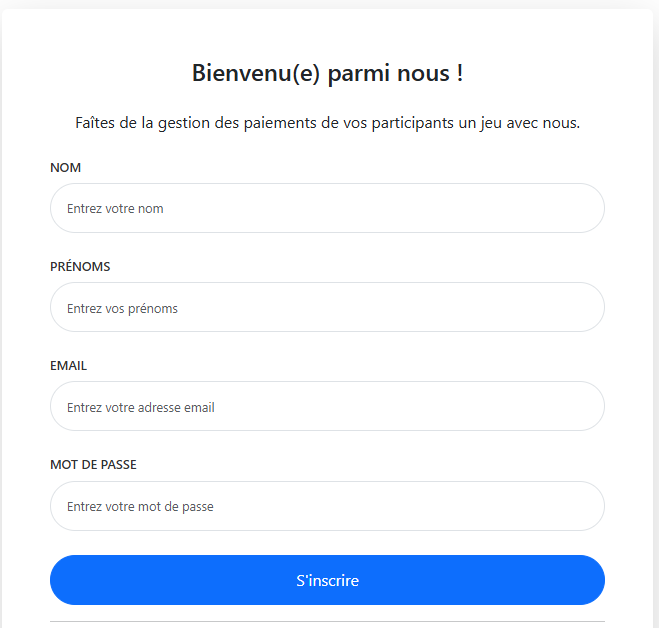 Bienvenu(e) parmi nous !
Faîtes de la gestion des paiements de vos participants un jeu avec nous.
NOM
Entrez votre nom
PRÉNOMS
Entrez vos prénoms
EMAIL
Entrez votre adresse email
MOT DE PASSE
Entrez votre mot de passe
S'inscrire